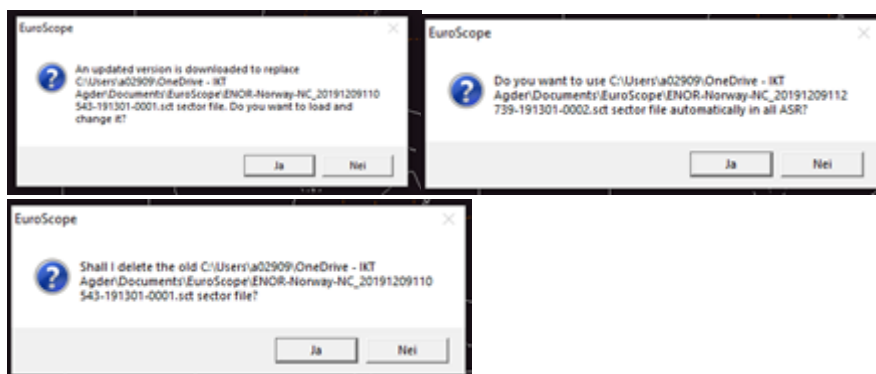 EuroScope
An updated version is downloaded to replace
C:\Users\a02909\OneDrive - IKT
Agder\Documents\EuroScope\ENOR-Norway-NC_20191209110
543-191301-0001.sct sector file. Do you want to load and
change it?
Ja Nei
EuroScope
Do you want to use C:\Users\a02909\OneDrive - IKT
Agder\Documents\EuroScope\ENOR-Norway-NC_20191209112
739-191301-0002.sct sector file automatically in all ASR?
Ja Nei
EuroScope
Shall I delete the old C:\Users\a02909\OneDrive - IKT
Agder\Documents\EuroScope\ENOR-Norway-NC_20191209110
543-191301-0001.sct sector file?
Ja Nei